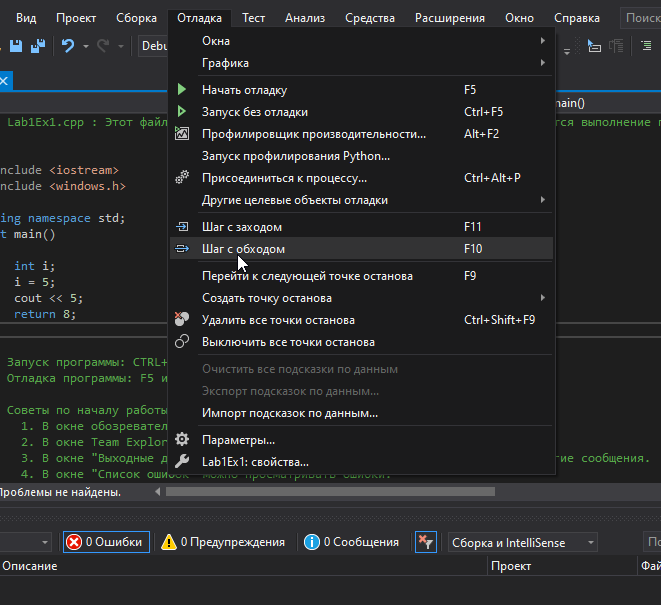 Вид Проект Сборка Отладка Тест Анализ Средства Расширения Окно Справка Поиск
Debu
Окна
Графика
Начать отладку F5
Запуск без отладки Ctrl+F5
Профилировщик производительности... Alt+F2
Запуск профилирования Python...
Присоединиться к процессу... Ctrl+Alt+P
Другие целевые объекты отладки
Шаг с заходом F11
Шаг с обходом F10
Перейти к следующей точке останова F9
Создать точку останова
Удалить все точки останова Ctrl+Shift+F9
Выключить все точки останова
Очистить все подсказки по данным
Экспорт подсказок по данным...
Импорт подсказок по данным...
Параметры...
Lab1Ex1: свойства...
main()
Lab1Ex1.cpp : Этот файл
тся выполнение п
nclude <iostream>
nclude <windows.h>
ing namespace std;
t main()
int i;
i = 5;
cout << 5;
return 8;
Запуск программы: CTRL+
Отладка программы: F5 и
Советы по началу работы
1. В окне обозревател
2. В окне Team Explor
3. В окне "Выходные д
гие сообщения.
4. В окне "Список ошибок" можно просматривать ошибки.
Проблемы не найдены.
0 Ошибки 0 Предупреждения 0 Сообщения Сборка и IntelliSense По
Описание Проект Фай